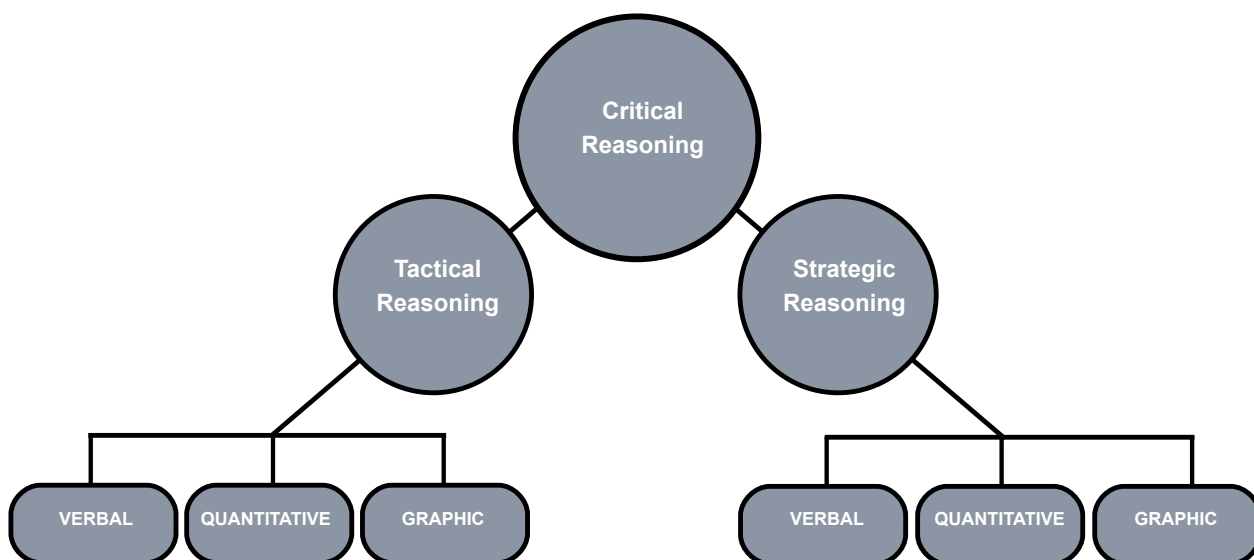 Critical
Reasoning
Tactical
Reasoning
Strategic
Reasoning
VERBAL
QUANTITATIVE
GRAPHIC
VERBAL
QUANTITATIVE
GRAPHIC